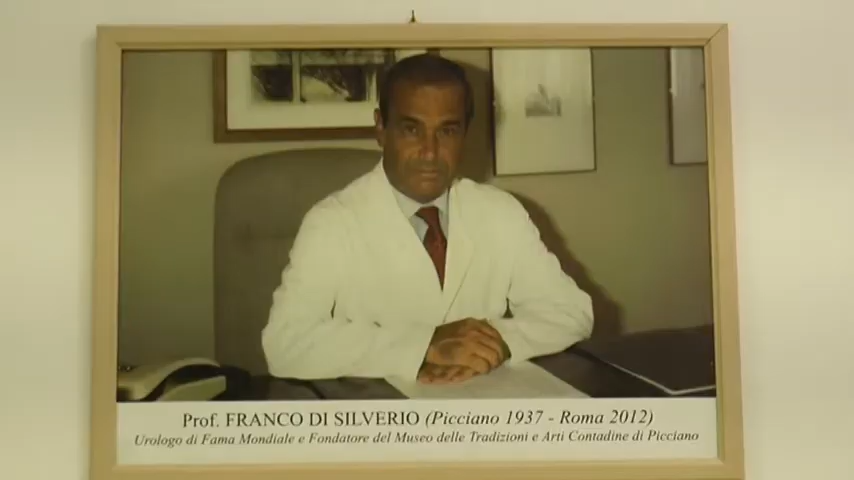 Prof. FRANCO DI SILVERIO (Picciano 1937 - Roma 2012)
Urologo di Fama Mondiale e Fondatore del Museo delle Tradizioni e Arti Contadine di Picciano